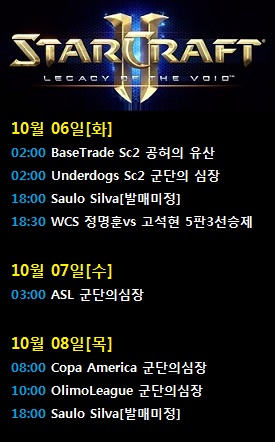 STARCRAFT
II
LEGACY OF THE VOID™
10월 06일[화]
02:00 BaseTrade Sc2 공허의 유산
02:00 Underdogs Sc2 군단의 심장
18:00 Saulo Silva[발매미정]
18:30 WCS 정명훈vs 고석현 5판3선승제
10월 07일[수]
03:00 ASL 군단의심장
10월 08일[목]
08:00 Copa America 군단의심장
10:00 OlimoLeague 군단의심장
18:00 Saulo Silva[발매미정]